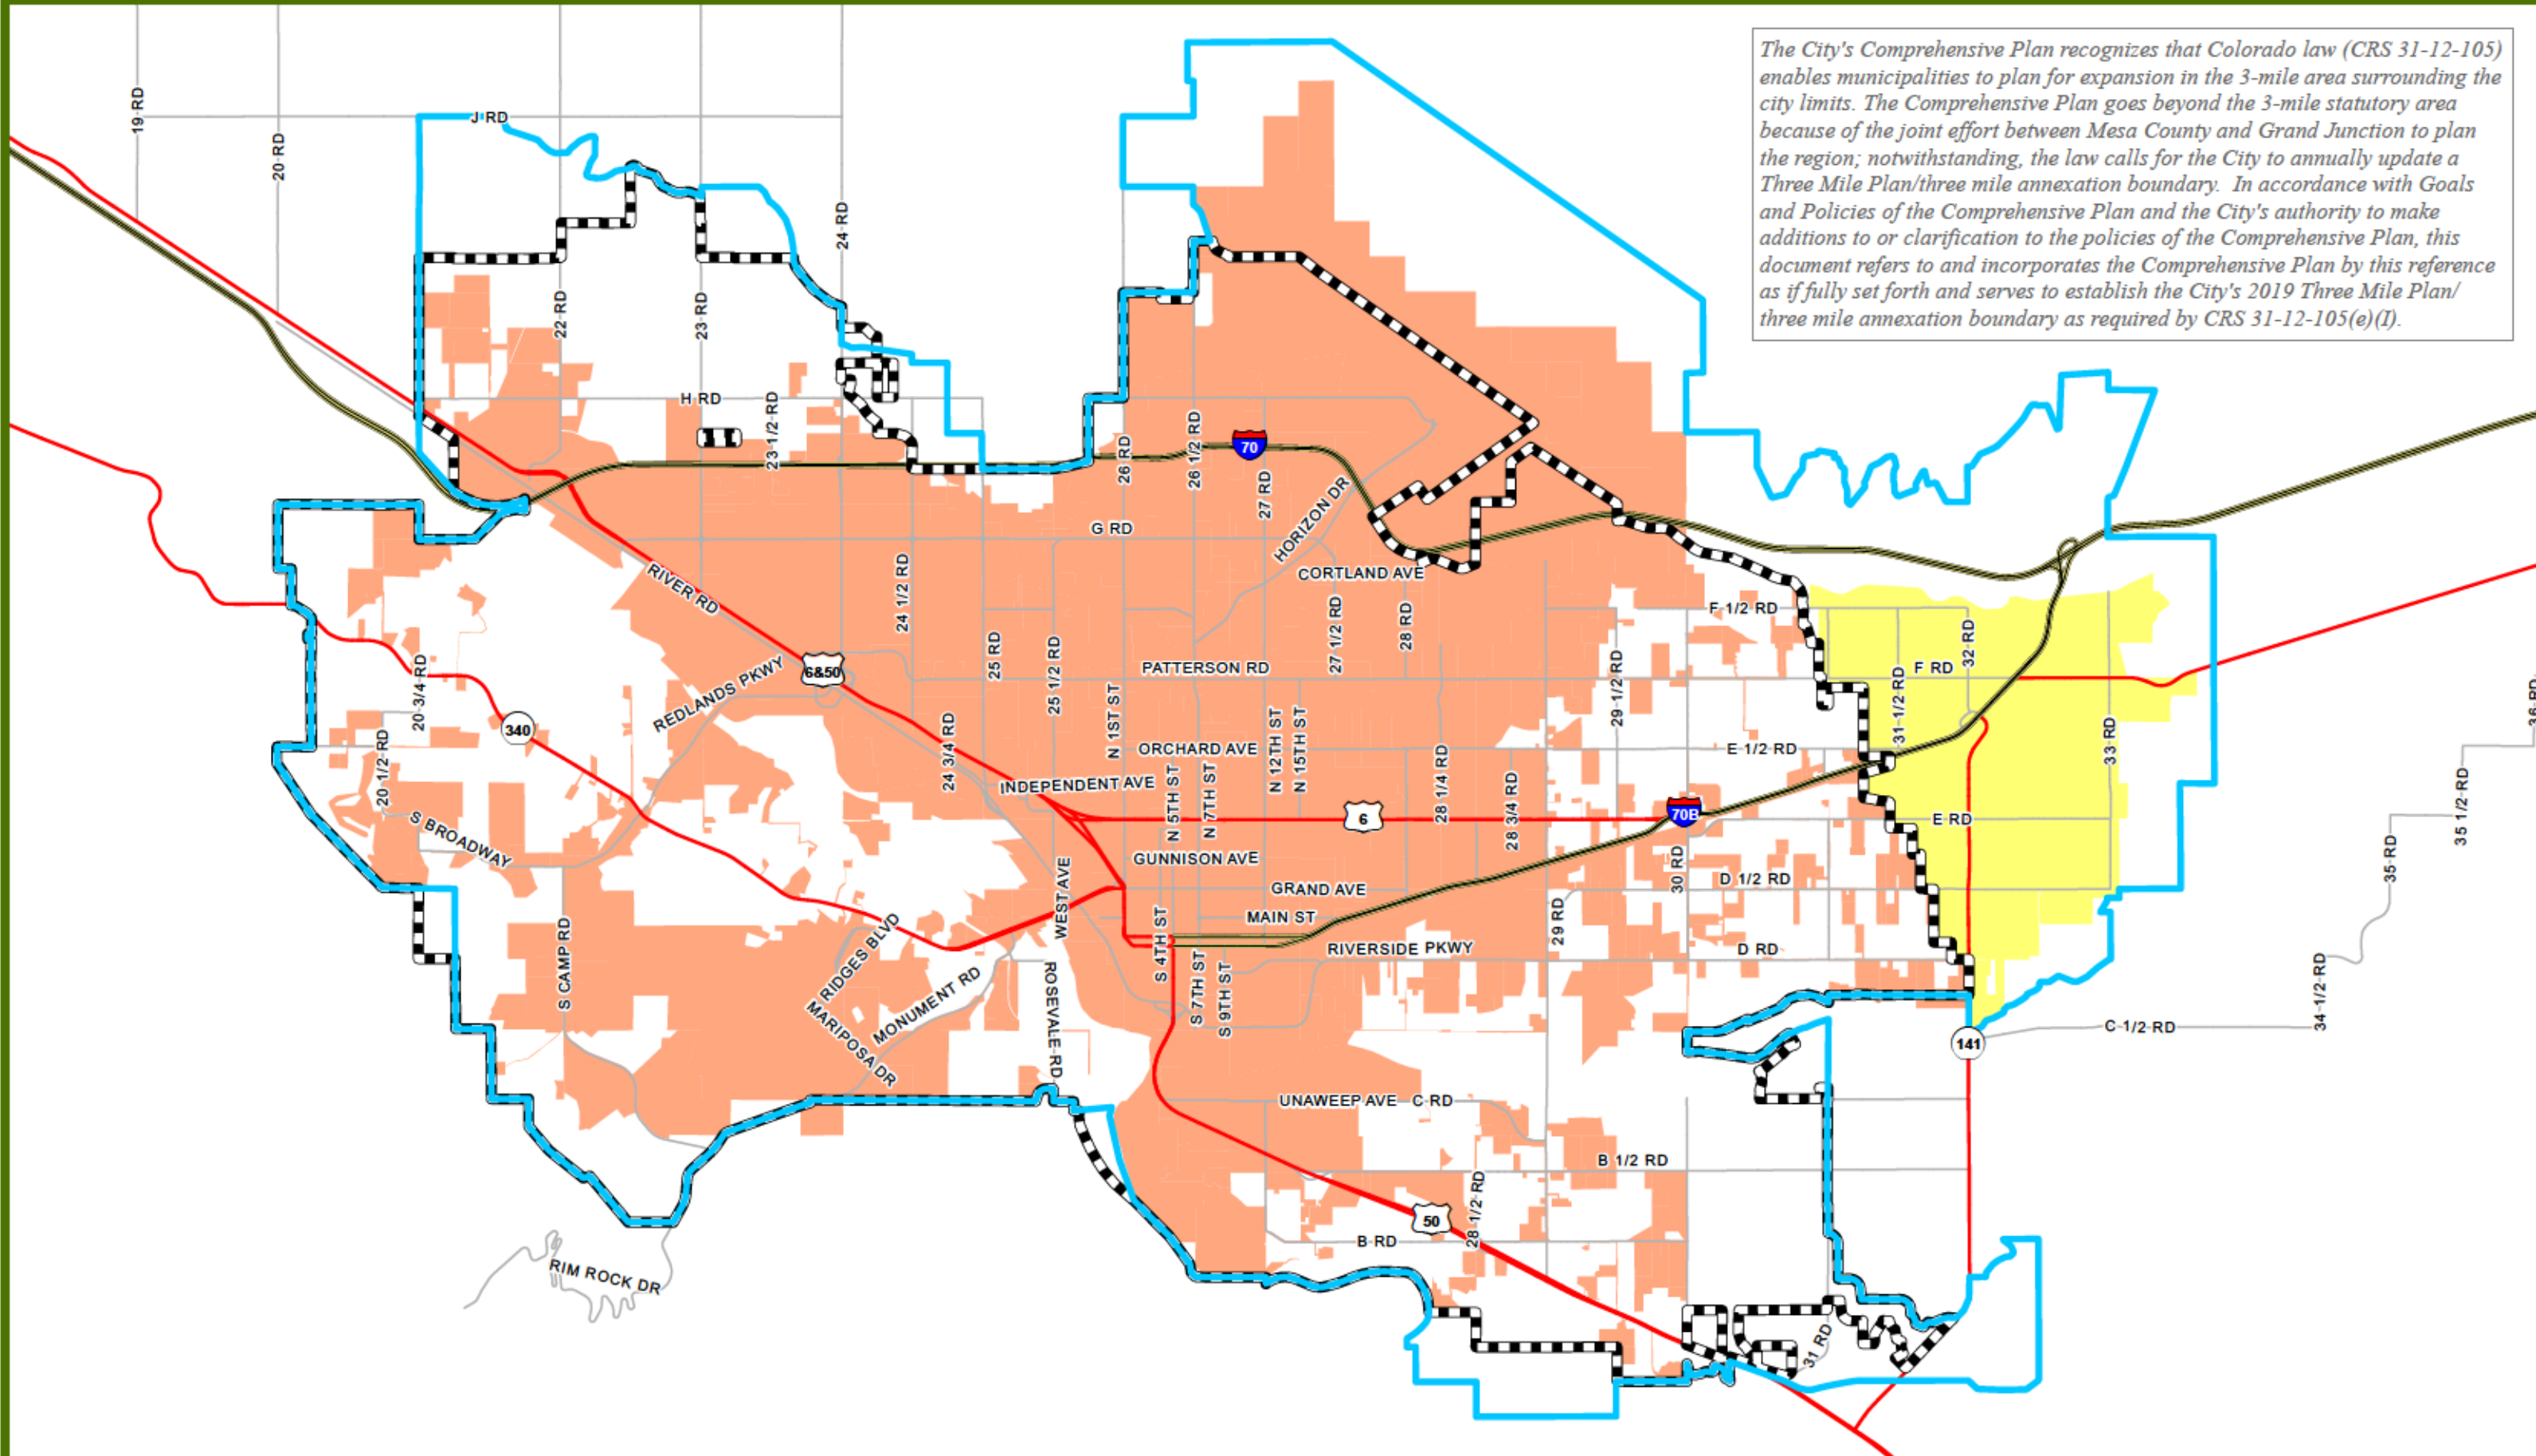 The City's Comprehensive Plan recognizes that Colorado law (CRS 31-12-105)
enables municipalities to plan for expansion in the 3-mile area surrounding the
city limits. The Comprehensive Plan goes beyond the 3-mile statutory area
because of the joint effort between Mesa County and Grand Junction to plan
the region; notwithstanding, the law calls for the City to annually update a
Three Mile Plan/three mile annexation boundary.  In accordance with Goals
and Policies of the Comprehensive Plan and the City's authority to make
additions to or clarification to the policies of the Comprehensive Plan, this
document refers to and incorporates the Comprehensive Plan by this reference
as if fully set forth and serves to establish the City's 2019 Three Mile Plan/
three mile annexation boundary as required by CRS 31-12-105(e)(I).
19 RD
20 RD
J RD
24 RD
22 RD
23 RD
H RD
23 1/2 RD
26 RD
26 1/2 RD
70
27 RD
HORIZON DR
G RD
CORTLAND AVE
RIVER RD
24 1/2 RD
25 RD
25 1/2 RD
27 1/2 RD
28 RD
F 1/2 RD
32 RD
F RD
PATTERSON RD
20 3/4 RD
REDLANDS PKWY
6&50
340
29 1/2 RD
31 1/2 RD
33 RD
36 RD
20 1/2 RD
24 3/4 RD
N 1ST ST
ORCHARD AVE
N 12TH ST
N 15TH ST
E 1/2 RD
INDEPENDENT AVE
N 5TH ST
N 7TH ST
28 1/4 RD
28 3/4 RD
6
70B
E RD
35 1/2 RD
S BROADWAY
GUNNISON AVE
WEST AVE
GRAND AVE
30 RD
D 1/2 RD
35 RD
MAIN ST
29 RD
S CAMP RD
RIDGES BLVD
S 4TH ST
RIVERSIDE PKWY
D RD
MONUMENT RD
MARIPOSA DR
ROSEVALE RD
S 7TH ST
S 9TH ST
34 1/2 RD
C 1/2 RD
141
UNAWEEP AVE
C RD
B 1/2 RD
28 1/2 RD
50
B RD
RIM ROCK DR
31 RD